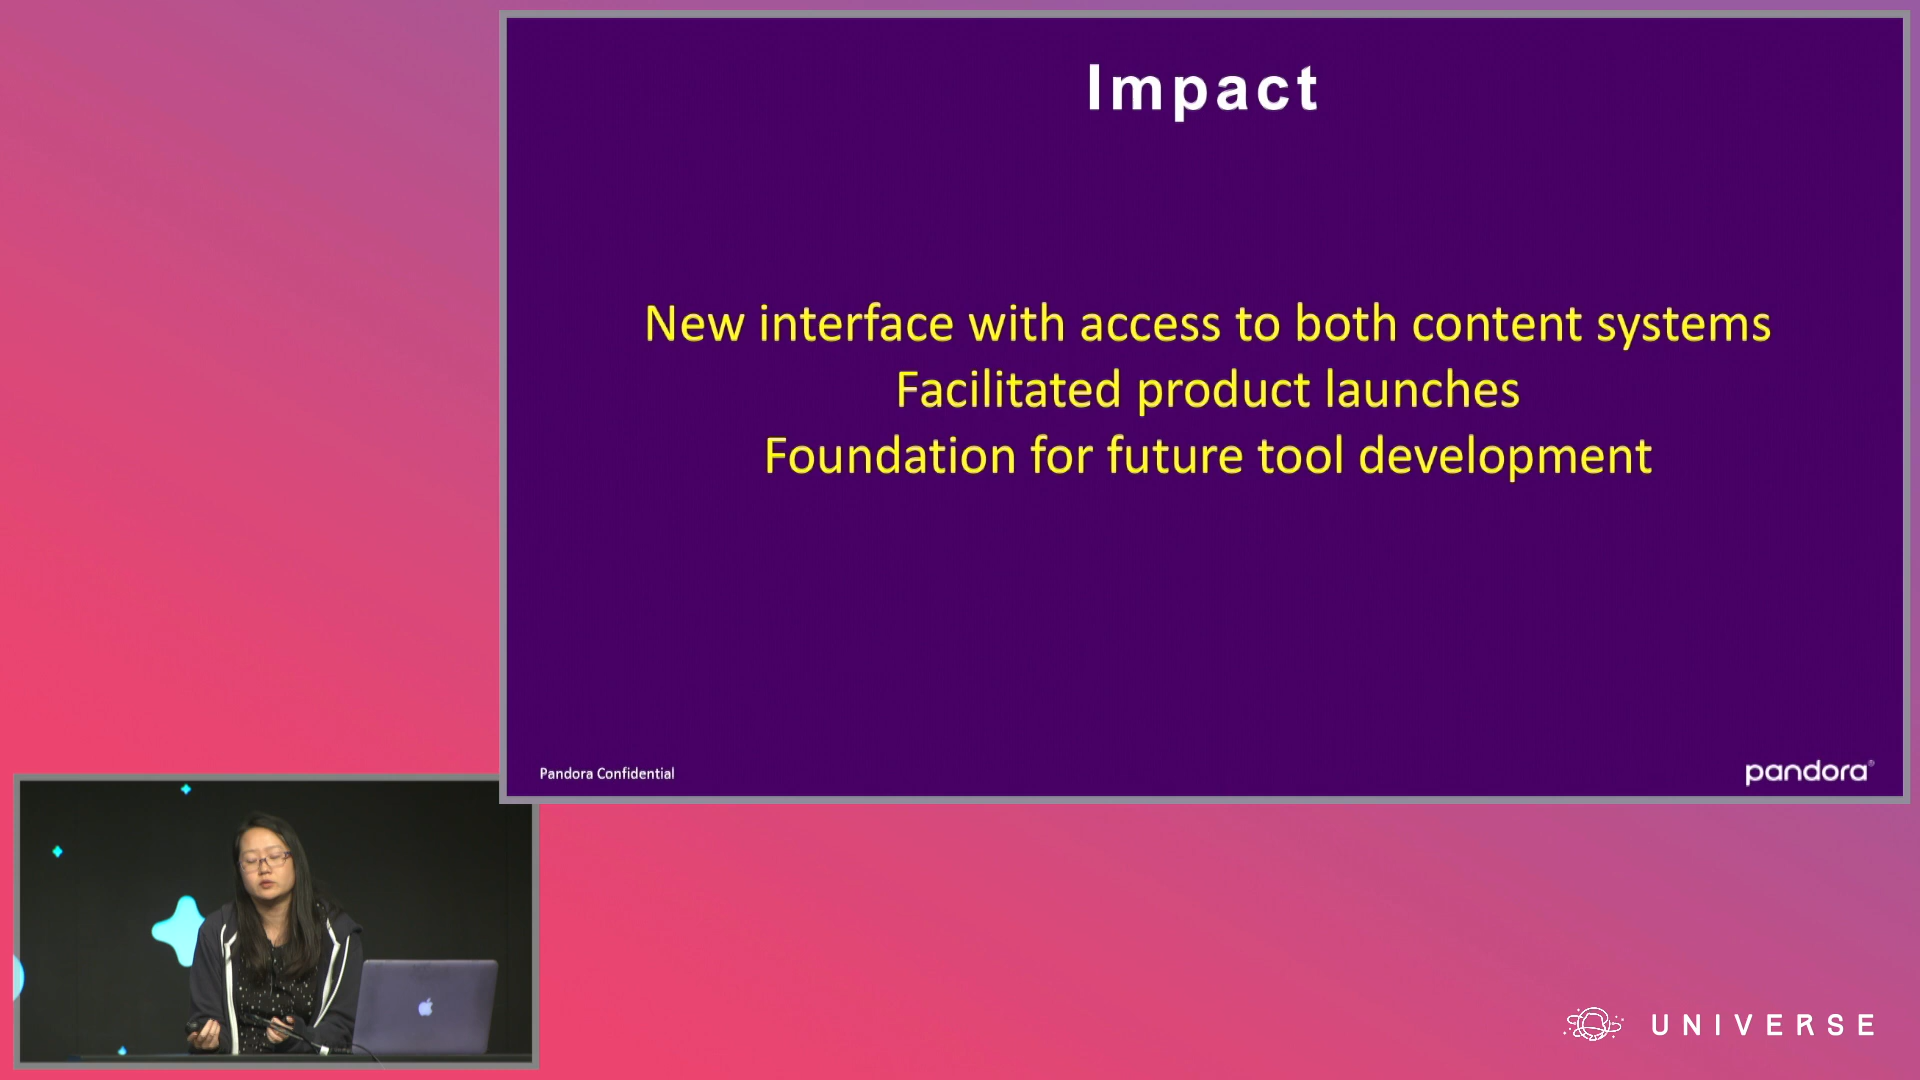 Impact
New interface with access to both content systems
Facilitated product launches
Foundation for future tool development
Pandora Confidential
pandora®
UNIVERSE